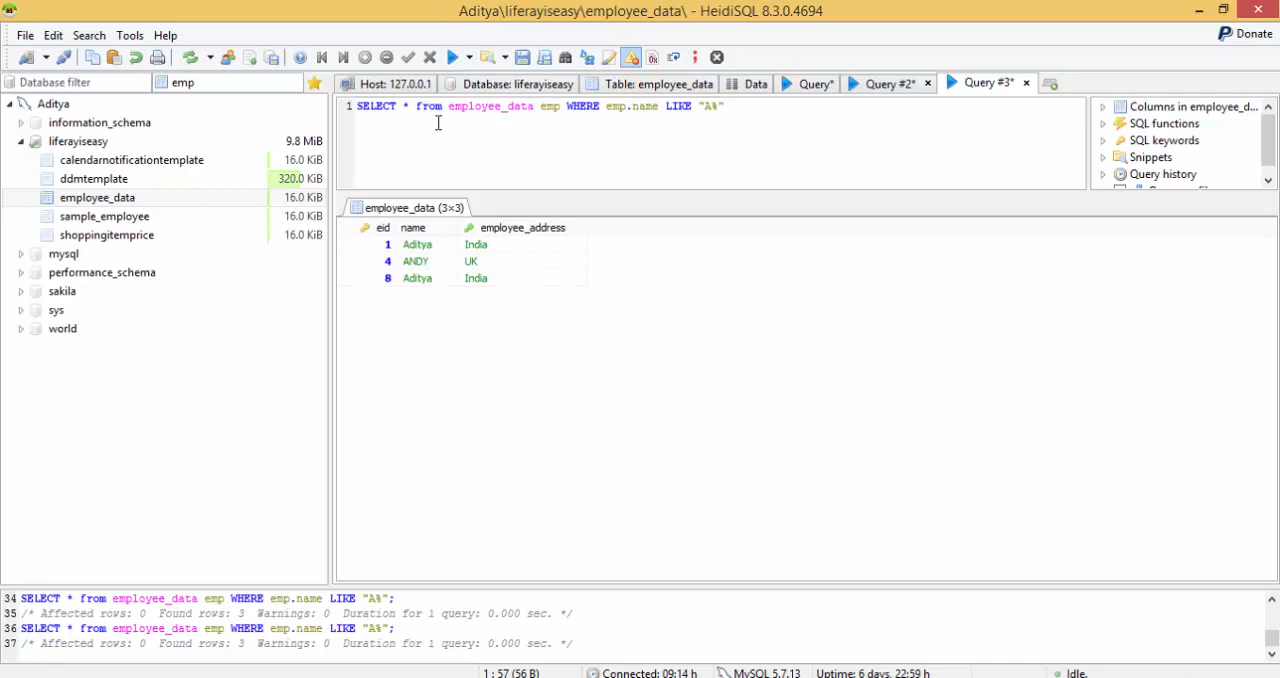 Aditya\liferayiseasy\employee_data\ - HeidiSQL 8.3.0.4694
File Edit Search Tools Help
Donate
Database filter
emp
Host: 127.0.0.1 Database: liferayiseasy Table: employee_data Data Query* Query #2* × Query #3* ×
Aditya
information_schema
liferayiseasy 9.8 MiB
calendarnotificationtemplate 16.0 KiB
ddmtemplate 320.0 KiB
employee_data 16.0 KiB
sample_employee 16.0 KiB
shoppingitemprice 16.0 KiB
mysql
performance_schema
sakila
sys
world
1 SELECT * from employee_data emp WHERE emp.name LIKE "A%"
Columns in employee_d...
SQL functions
SQL keywords
Snippets
Query history
employee_data (3×3)
eid name employee_address
1 Aditya India
4 ANDY UK
8 Aditya India
34 SELECT * from employee_data emp WHERE emp.name LIKE "A%";
35 /* Affected rows: 0 Found rows: 3 Warnings: 0 Duration for 1 query: 0.000 sec. */
36 SELECT * from employee_data emp WHERE emp.name LIKE "A%";
37 /* Affected rows: 0 Found rows: 3 Warnings: 0 Duration for 1 query: 0.000 sec. */
1 : 57 (56 B) Connected: 09:14 h MySQL 5.7.13 Uptime: 6 days, 22:59 h Idle.